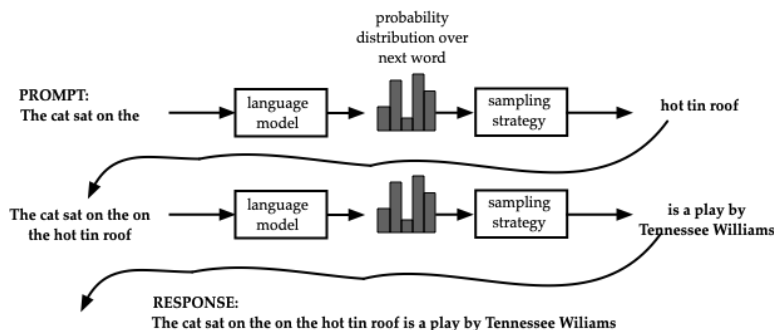 probability
distribution over
next word
PROMPT:
The cat sat on the
language
model
sampling
strategy
hot tin roof
The cat sat on the on
the hot tin roof
language
model
sampling
strategy
is a play by
Tennessee Williams
RESPONSE:
The cat sat on the on the hot tin roof is a play by Tennessee Wiliams